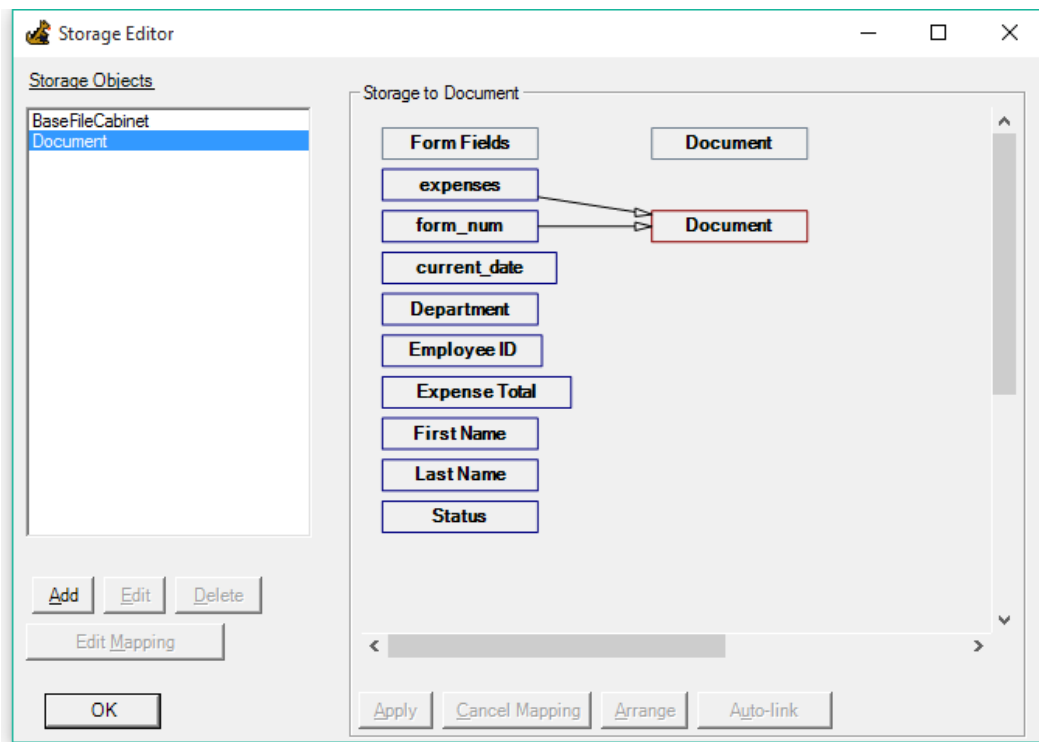 Storage Editor
Storage Objects
BaseFileCabinet
Document
Add
Edit
Delete
Edit Mapping
OK
Storage to Document
Form Fields
Document
expenses
form_num
Document
current_date
Department
Employee ID
Expense Total
First Name
Last Name
Status
Apply
Cancel Mapping
Arrange
Auto-link